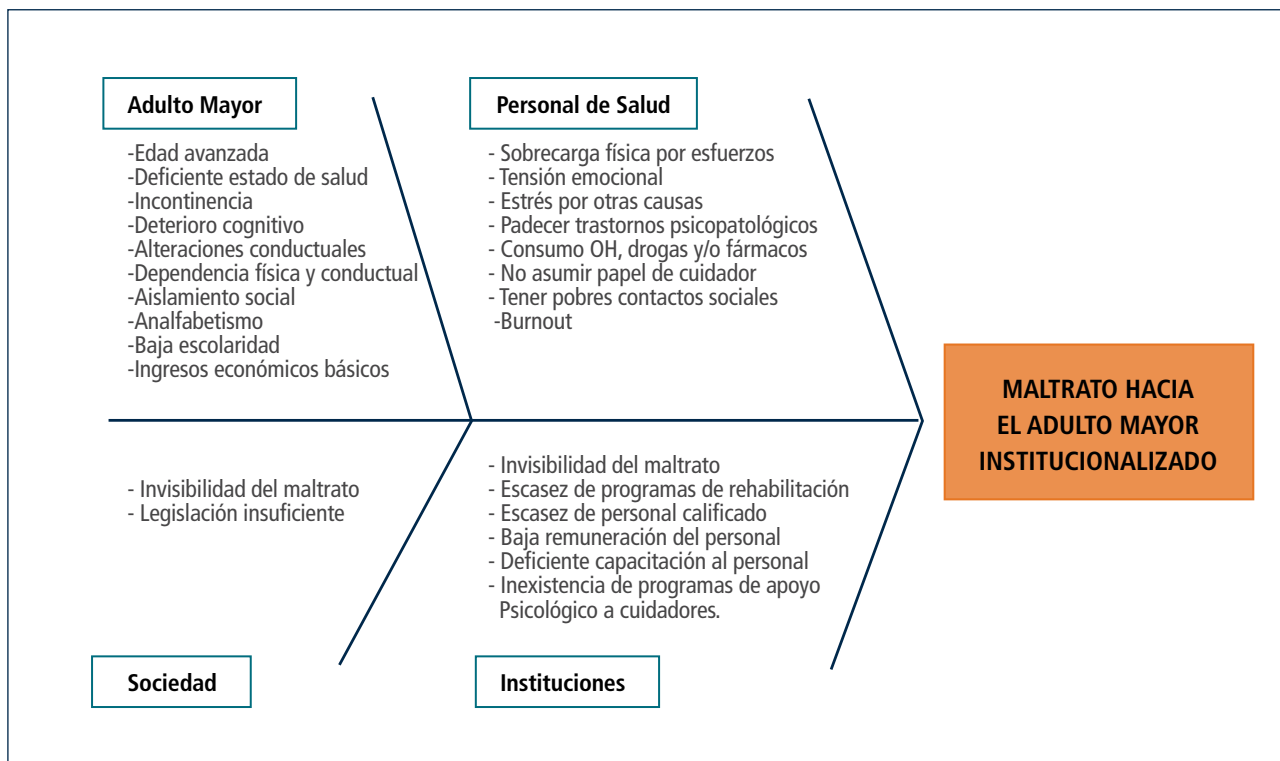 Adulto Mayor
-Edad avanzada
-Deficiente estado de salud
-Incontinencia
-Deterioro cognitivo
-Alteraciones conductuales
-Dependencia física y conductual
-Aislamiento social
-Analfabetismo
-Baja escolaridad
-Ingresos económicos básicos
Personal de Salud
- Sobrecarga física por esfuerzos
- Tensión emocional
- Estrés por otras causas
- Padecer trastornos psicopatológicos
- Consumo OH, drogas y/o fármacos
- No asumir papel de cuidador
- Tener pobres contactos sociales
-Burnout
MALTRATO HACIA
EL ADULTO MAYOR
INSTITUCIONALIZADO
- Invisibilidad del maltrato
- Legislación insuficiente
Sociedad
- Invisibilidad del maltrato
- Escasez de programas de rehabilitación
- Escasez de personal calificado
- Baja remuneración del personal
- Deficiente capacitación al personal
- Inexistencia de programas de apoyo
Psicológico a cuidadores.
Instituciones